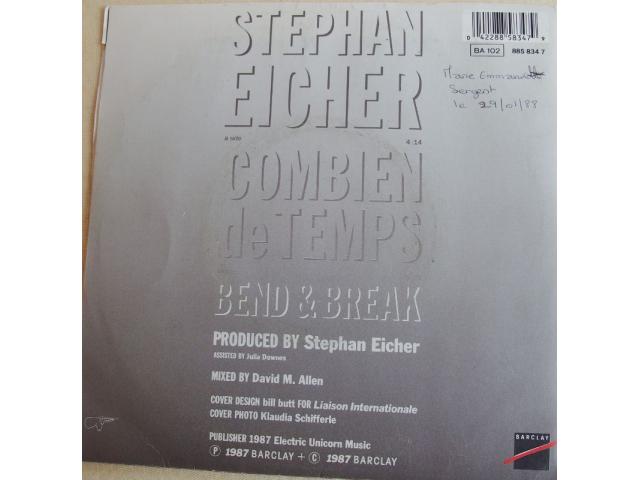 STEPHAN
EICHER
a side 4:14
COMBIEN
de TEMPS
BEND & BREAK
PRODUCED BY Stephan Eicher
ASSISTED BY Julia Downes
MIXED BY David M. Allen
COVER DESIGN bill butt FOR Liaison Internationale
COVER PHOTO Klaudia Schifferle
PUBLISHER 1987 Electric Unicorn Music
Ⓟ 1987 BARCLAY + Ⓒ 1987 BARCLAY
0 42288 58347 9
BA 102 885 834 7
Marie Emmanuelle
Sergent
le 29/01/88
BARCLAY